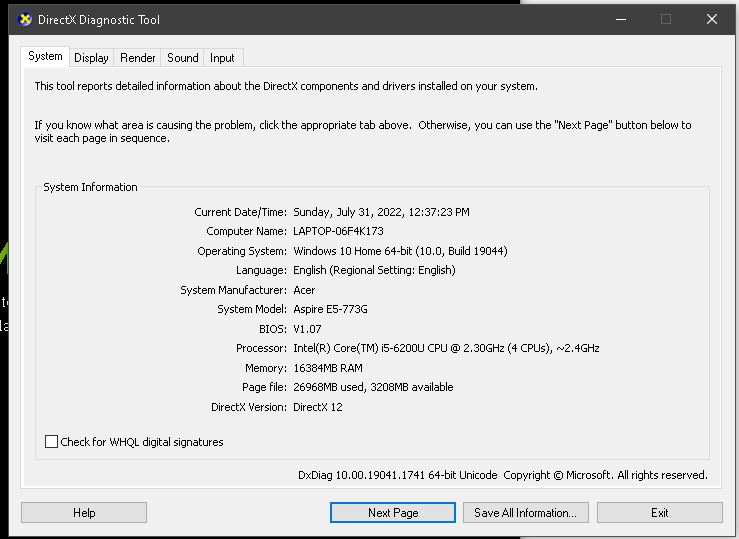 DirectX Diagnostic Tool
System Display Render Sound Input
This tool reports detailed information about the DirectX components and drivers installed on your system.
If you know what area is causing the problem, click the appropriate tab above.  Otherwise, you can use the "Next Page" button below to
visit each page in sequence.
System Information
Current Date/Time: Sunday, July 31, 2022, 12:37:23 PM
Computer Name: LAPTOP-06F4K173
Operating System: Windows 10 Home 64-bit (10.0, Build 19044)
Language: English (Regional Setting: English)
System Manufacturer: Acer
System Model: Aspire E5-773G
BIOS: V1.07
Processor: Intel(R) Core(TM) i5-6200U CPU @ 2.30GHz (4 CPUs), ~2.4GHz
Memory: 16384MB RAM
Page file: 26968MB used, 3208MB available
DirectX Version: DirectX 12
Check for WHQL digital signatures
DxDiag 10.00.19041.1741 64-bit Unicode  Copyright © Microsoft. All rights reserved.
Help Next Page Save All Information... Exit